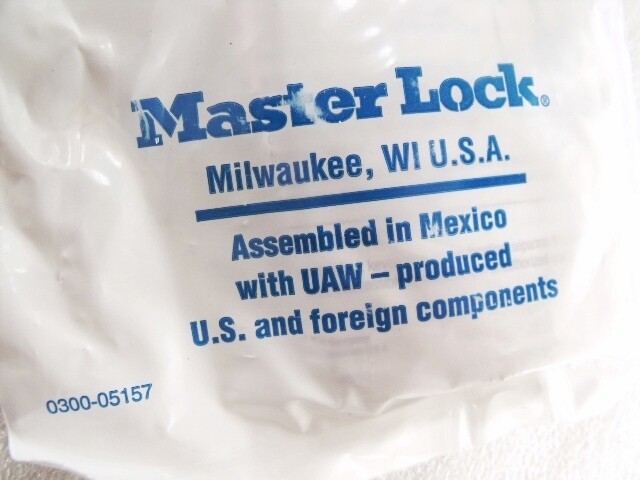 Master Lock®
Milwaukee, WI U.S.A.
Assembled in Mexico
with UAW – produced
U.S. and foreign components
0300-05157